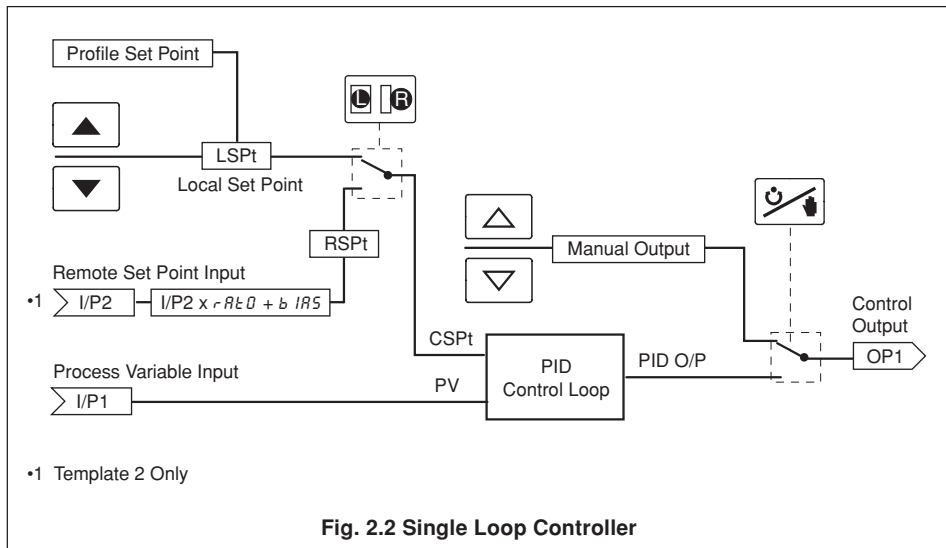 Profile Set Point
L R
LSPt
Local Set Point
RSPt
Manual Output
Remote Set Point Input
•1 I/P2 I/P2 x rAtO + bIAS
Control
Output
CSPt
OP1
PID
Control Loop
PID O/P
Process Variable Input
PV
I/P1
•1 Template 2 Only
Fig. 2.2 Single Loop Controller